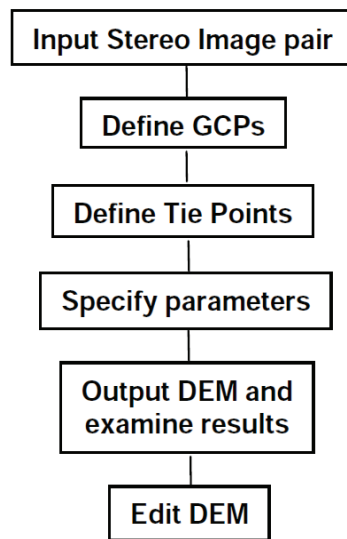 Input Stereo Image pair
Define GCPs
Define Tie Points
Specify parameters
Output DEM and
examine results
Edit DEM